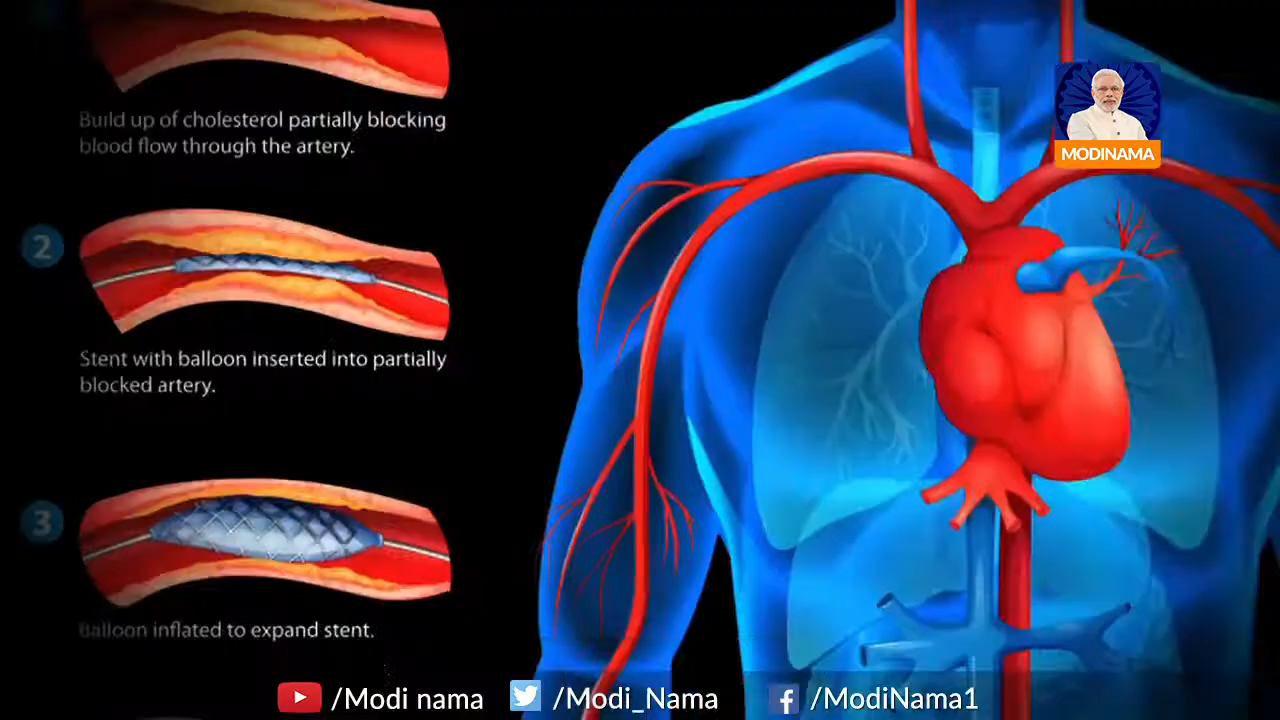 Build up of cholesterol partially blocking
blood flow through the artery.
2
Stent with balloon inserted into partially
blocked artery.
3
Balloon inflated to expand stent.
MODINAMA
/Modi nama
/Modi_Nama
/ModiNama1